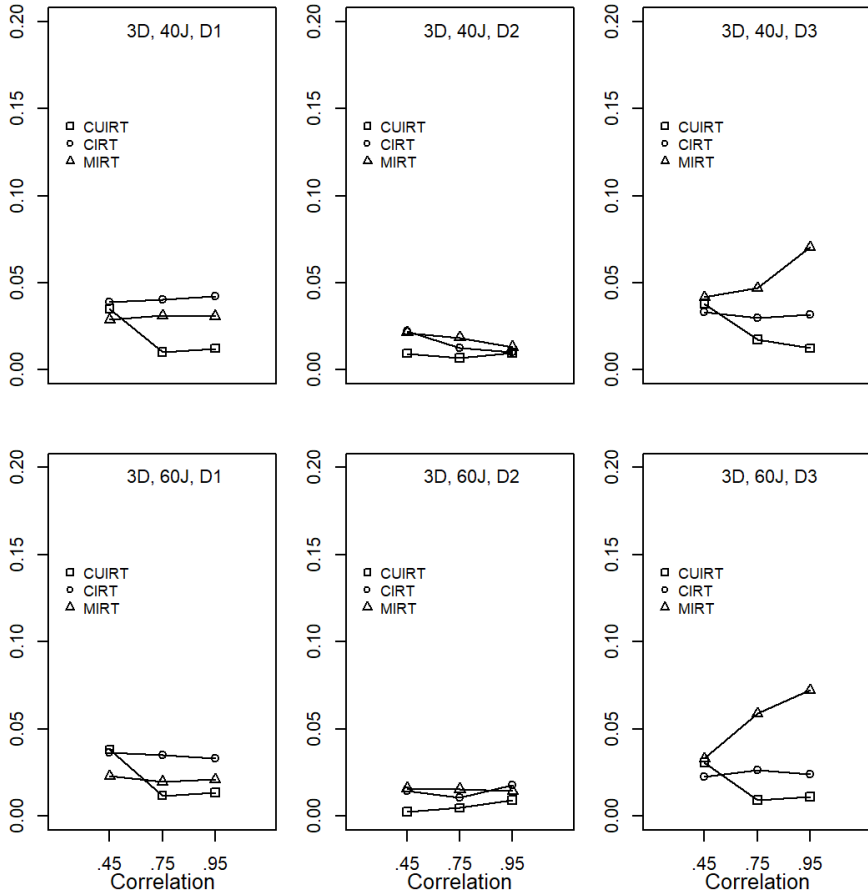 3D, 40J, D1
0.20
0.15
0.10
0.05
0.00
CUIRT
CIRT
MIRT
3D, 40J, D2
0.20
0.15
0.10
0.05
0.00
CUIRT
CIRT
MIRT
3D, 40J, D3
0.20
0.15
0.10
0.05
0.00
CUIRT
CIRT
MIRT
3D, 60J, D1
0.20
0.15
0.10
0.05
0.00
CUIRT
CIRT
MIRT
.45 .75 .95
Correlation
3D, 60J, D2
0.20
0.15
0.10
0.05
0.00
CUIRT
CIRT
MIRT
.45 .75 .95
Correlation
3D, 60J, D3
0.20
0.15
0.10
0.05
0.00
CUIRT
CIRT
MIRT
.45 .75 .95
Correlation